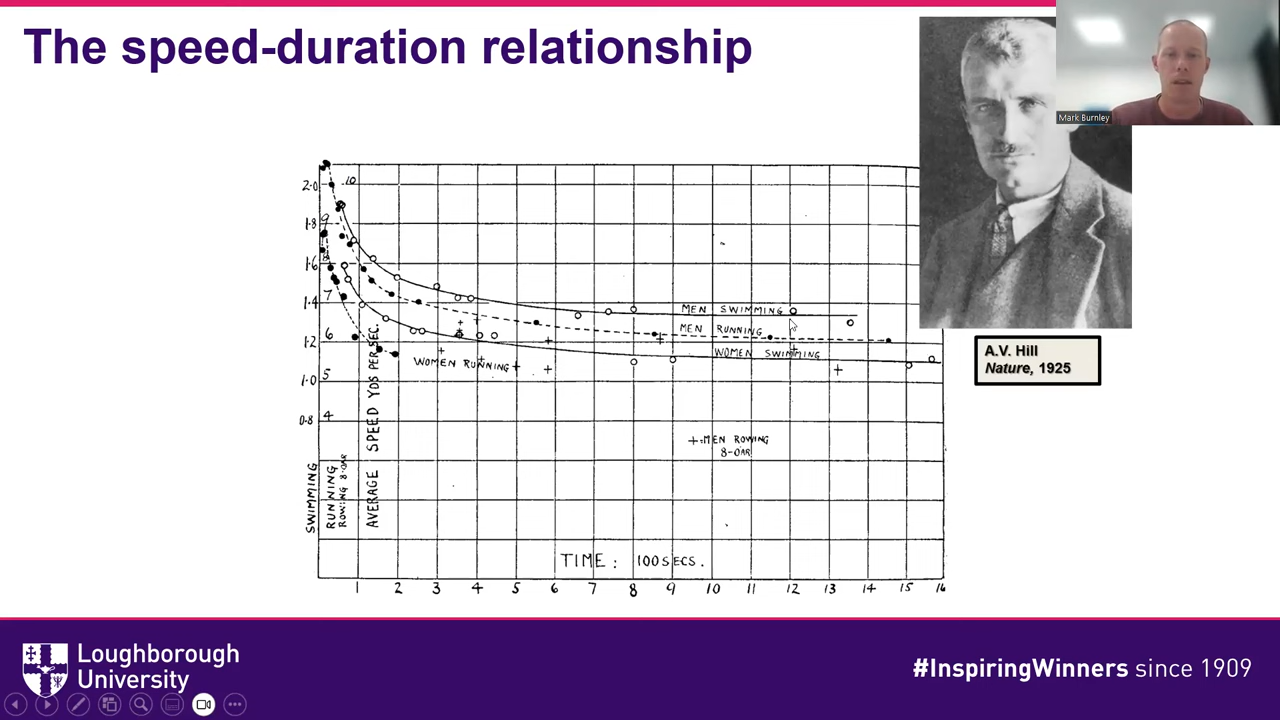 The speed-duration relationship
Mark Burnley
2.0
10
1.8
9
1.6
8
1.4
7
MEN SWIMMING
MEN RUNNING
1.2
6
WOMEN SWIMMING
WOMEN RUNNING
1.0
5
0.8
4
+=MEN ROWING
8-OAR
SWIMMING
RUNNING
ROWING 8-OAR
AVERAGE SPEED YDS PER SEC.
TIME: 100 SECS.
1 2 3 4 5 6 7 8 9 10 11 12 13 14 15 16
A.V. Hill
Nature, 1925
Loughborough
University
#InspiringWinners since 1909